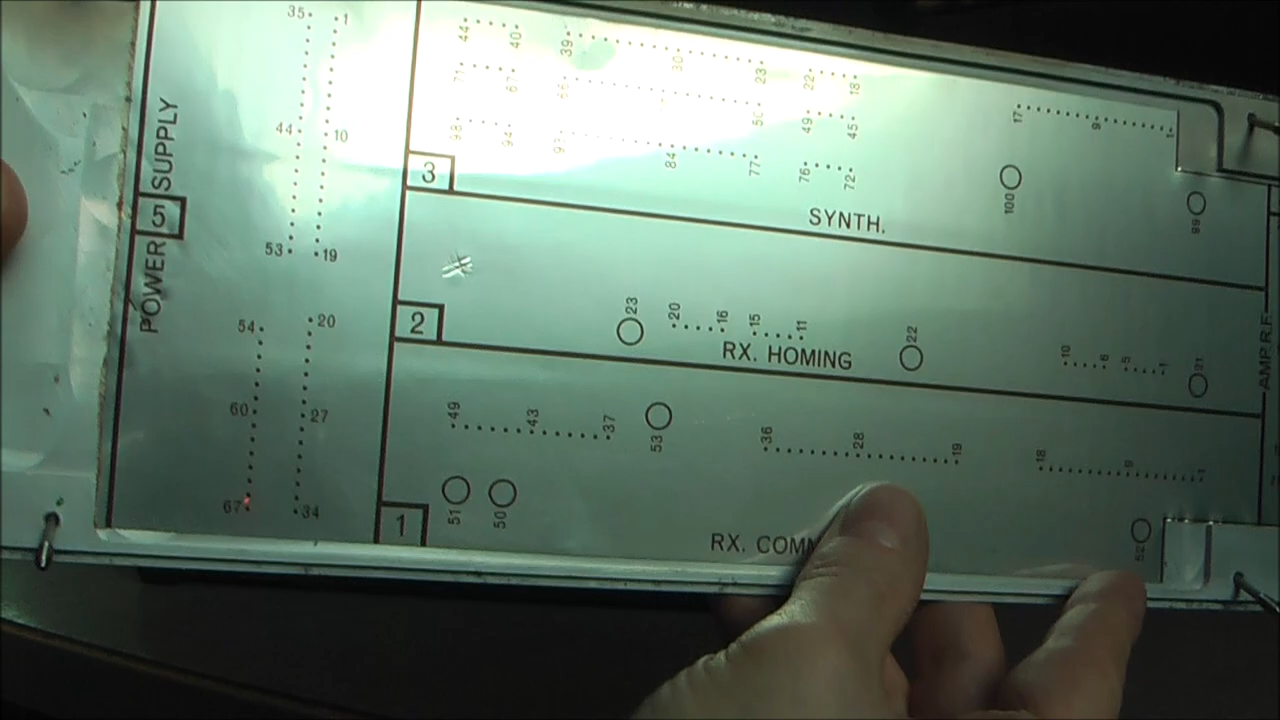 POWER 5 SUPPLY
35 1
44 10
53 19
54 20
60 27
67 34
3
44 40 39 30 23 22 18
71 67 66 50 49 45
98 94 93 84 77 76 72
17 9 1
100 99
SYNTH.
2
23 20 16 15 11 22 10 6 5 1 21
RX. HOMING
1
49 43 37 53 36 28 19 18 9 1
51 50 52
RX. COMM
AMP. R.F.